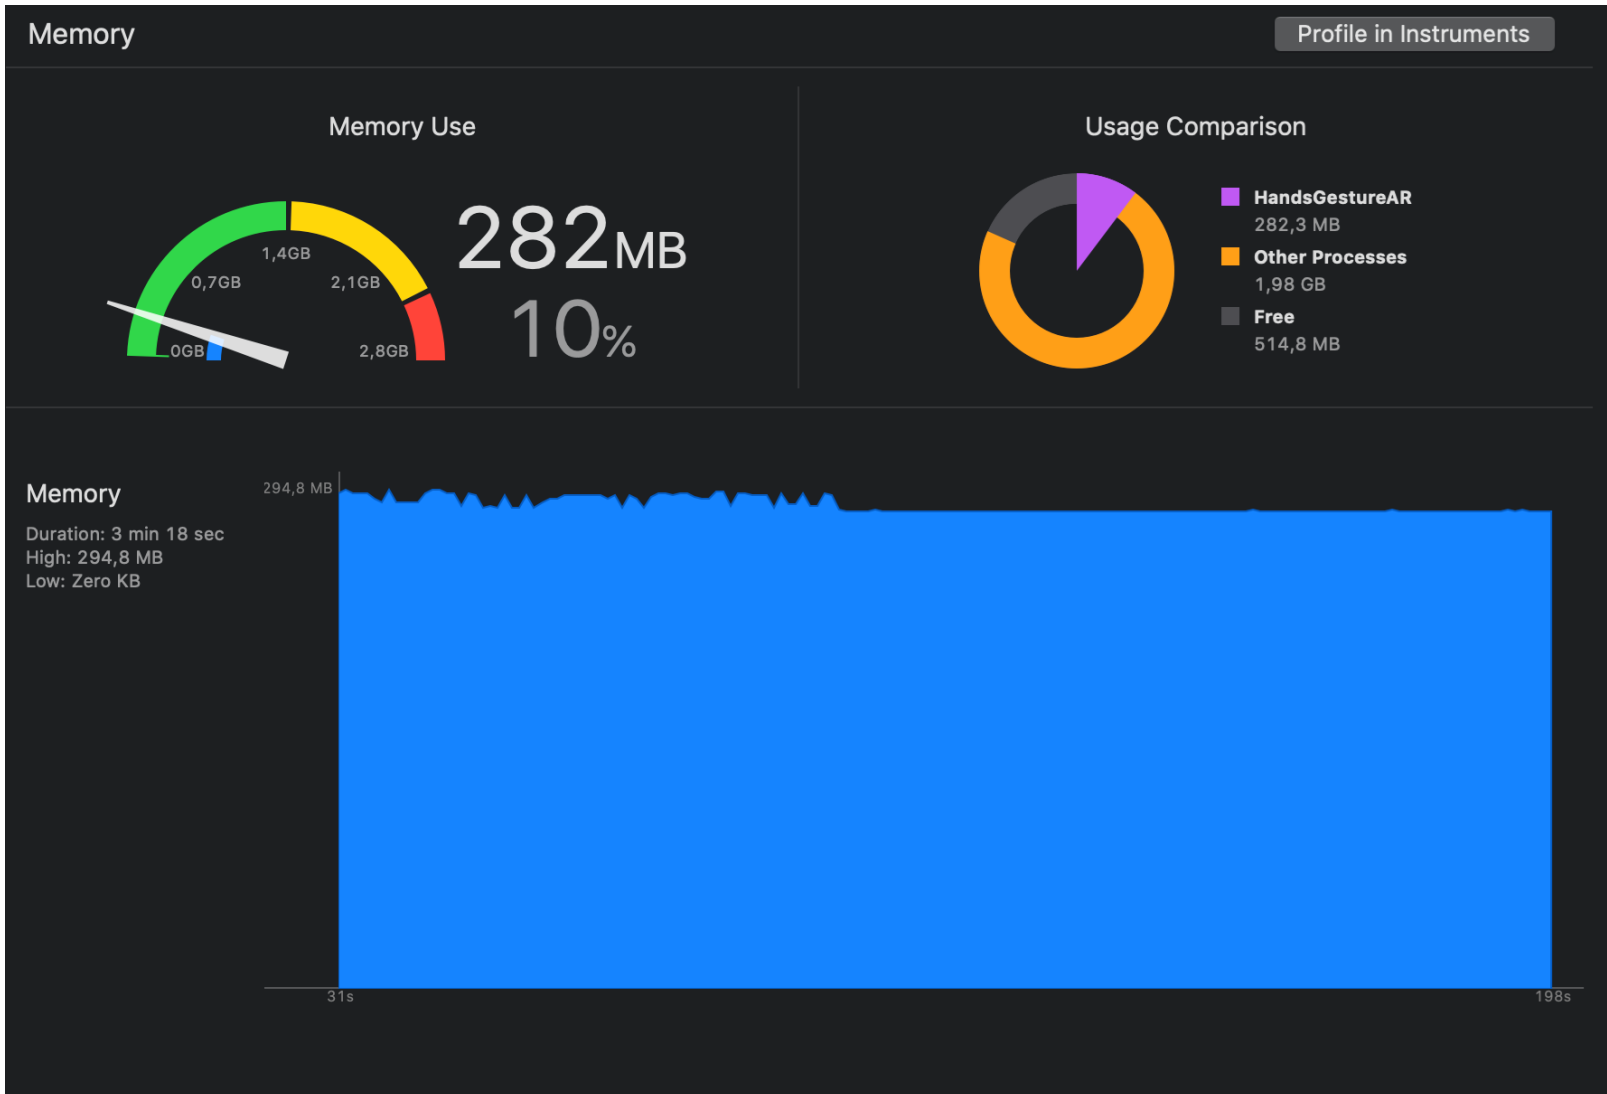 Memory
Profile in Instruments
Memory Use
282MB
10%
0GB
0,7GB
1,4GB
2,1GB
2,8GB
Usage Comparison
HandsGestureAR
282,3 MB
Other Processes
1,98 GB
Free
514,8 MB
Memory
Duration: 3 min 18 sec
High: 294,8 MB
Low: Zero KB
294,8 MB
31s
198s